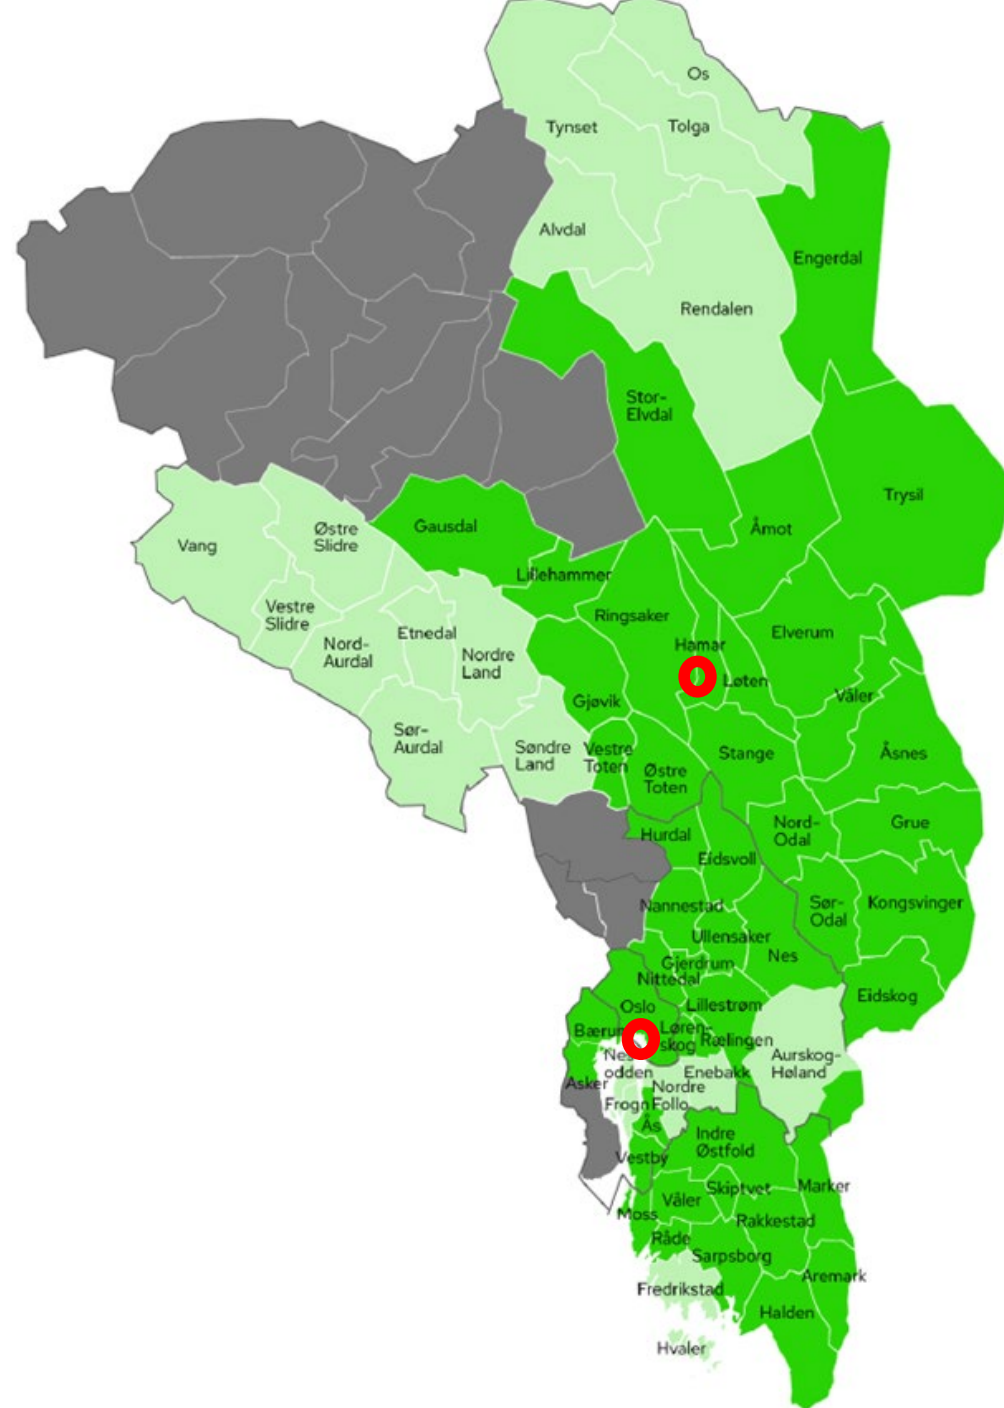 Os
Tynset
Tolga
Alvdal
Engerdal
Rendalen
Stor-
Elvdal
Trysil
Åmot
Gausdal
Østre
Slidre
Vang
Lillehammer
Vestre
Slidre
Ringsaker
Etnedal
Elverum
Nord-
Aurdal
Hamar
Nordre
Land
Løten
Våler
Gjøvik
Sør-
Aurdal
Søndre
Land
Vestre
Toten
Stange
Åsnes
Østre
Toten
Hurdal
Nord-
Odal
Grue
Eidsvoll
Nannestad
Sør-
Odal
Kongsvinger
Ullensaker
Nes
Gjerdrum
Nittedal
Eidskog
Oslo
Lillestrøm
Bærum
Løren-
skog
Rælingen
Nes
odden
Aurskog-
Høland
Enebakk
Asker
Nordre
Follo
Frogn
Ås
Indre
Østfold
Vestby
Skiptvet
Marker
Våler
Moss
Rakkestad
Råde
Sarpsborg
Aremark
Fredrikstad
Halden
Hvaler